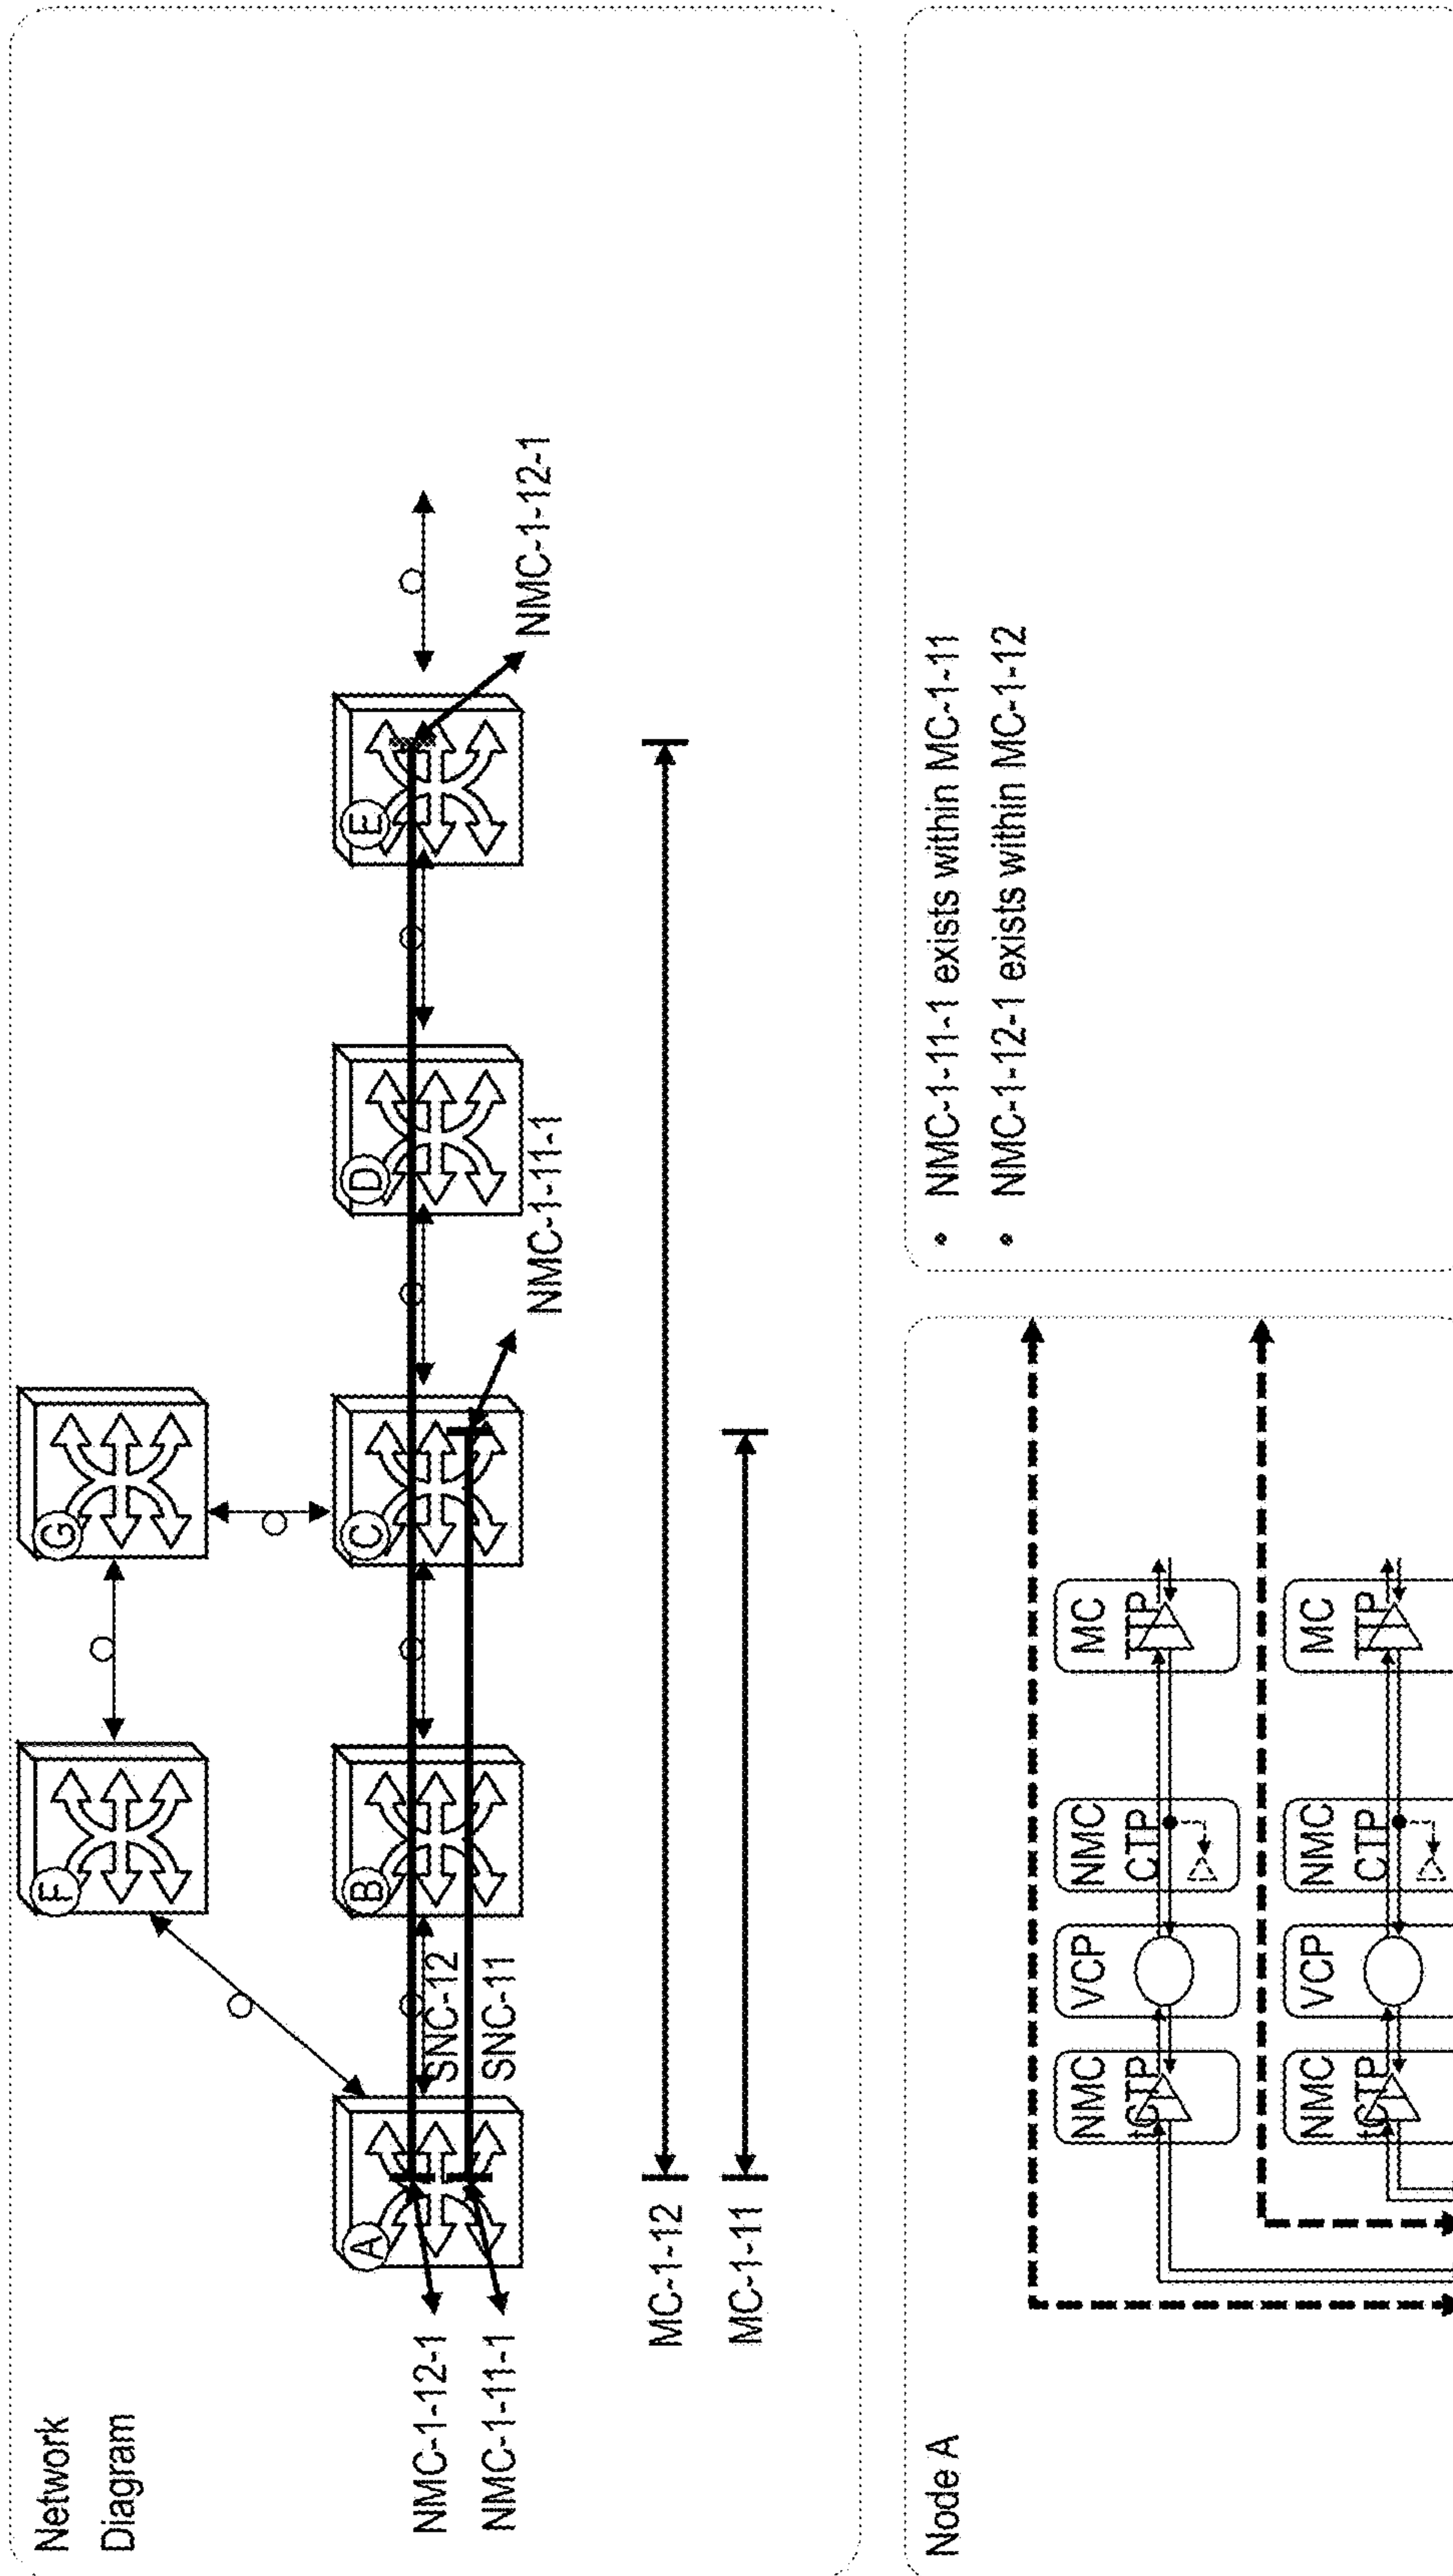 Network
Diagram
F
G
A
B
C
D
E
SNC-12
SNC-11
NMC-1-12-1
NMC-1-11-1
NMC-1-11-1
NMC-1-12-1
MC-1-12
MC-1-11
Node A
NMC
tCTP
VCP
NMC
CTP
MC
TTP
NMC
tCTP
VCP
NMC
CTP
MC
TTP
• NMC-1-11-1 exists within MC-1-11
• NMC-1-12-1 exists within MC-1-12